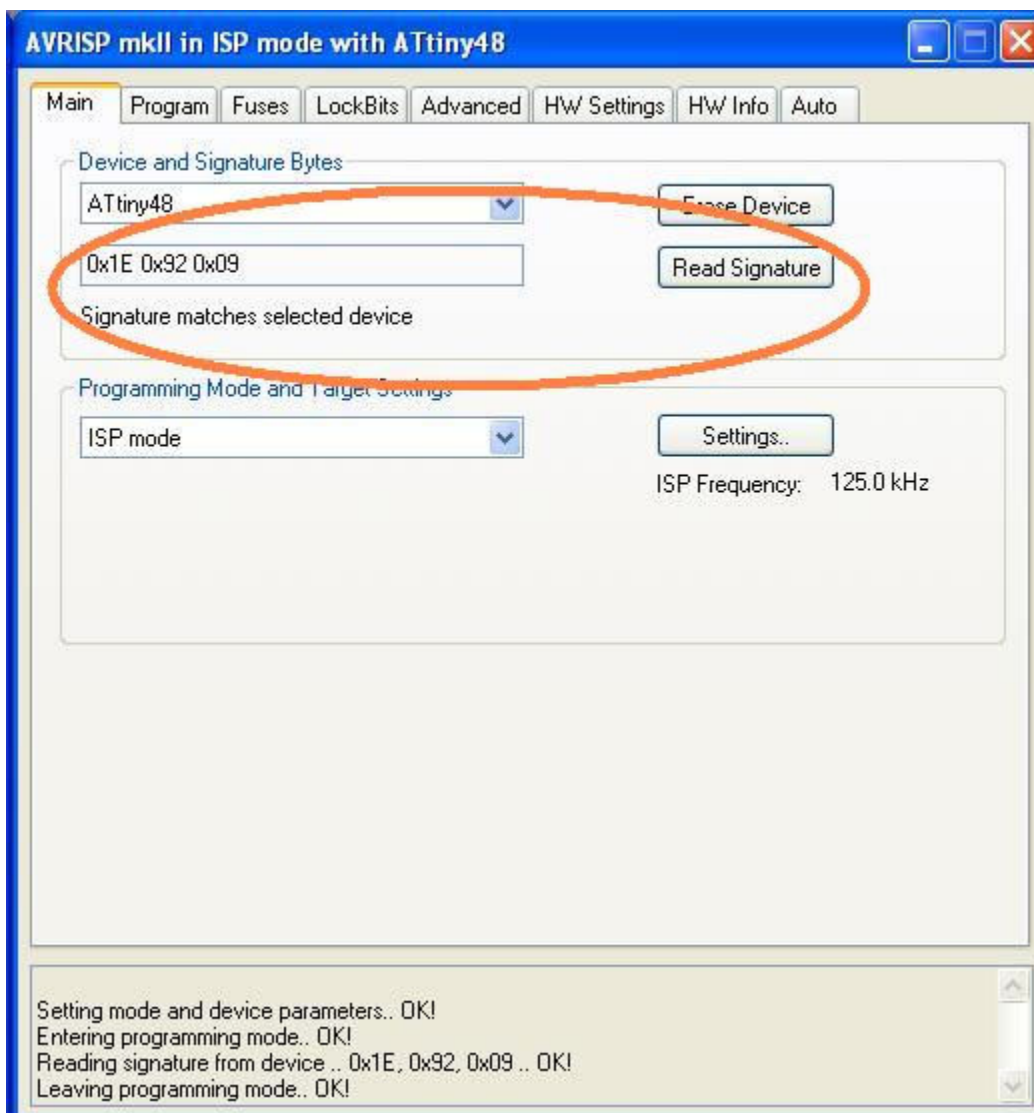 AVRISP mkII in ISP mode with ATtiny48
Main Program Fuses LockBits Advanced HW Settings HW Info Auto
Device and Signature Bytes
ATtiny48 Erase Device
0x1E 0x92 0x09 Read Signature
Signature matches selected device
Programming Mode and Target Settings
ISP mode Settings..
ISP Frequency: 125.0 kHz
Setting mode and device parameters.. OK!
Entering programming mode.. OK!
Reading signature from device .. 0x1E, 0x92, 0x09 .. OK!
Leaving programming mode.. OK!